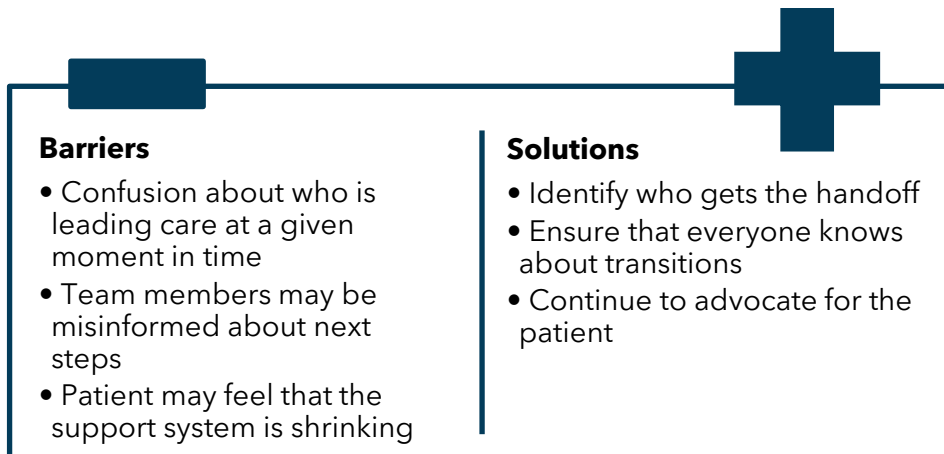 Barriers
• Confusion about who is
leading care at a given
moment in time
• Team members may be
misinformed about next
steps
• Patient may feel that the
support system is shrinking
Solutions
• Identify who gets the handoff
• Ensure that everyone knows
about transitions
• Continue to advocate for the
patient